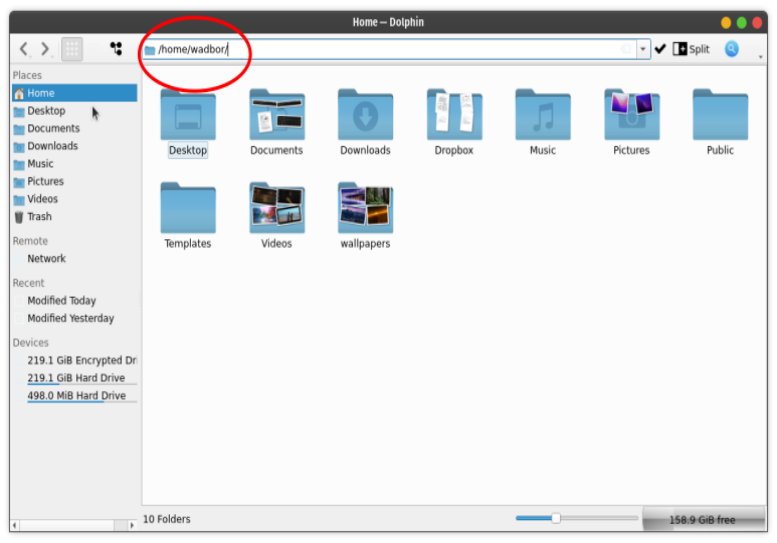 Home — Dolphin
/home/wadbor/
Split
Places
Home
Desktop
Documents
Downloads
Music
Pictures
Videos
Trash
Remote
Network
Recent
Modified Today
Modified Yesterday
Devices
219.1 GiB Encrypted Dri
219.1 GiB Hard Drive
498.0 MiB Hard Drive
Desktop Documents Downloads Dropbox Music Pictures Public
Templates Videos wallpapers
10 Folders
158.9 GiB free